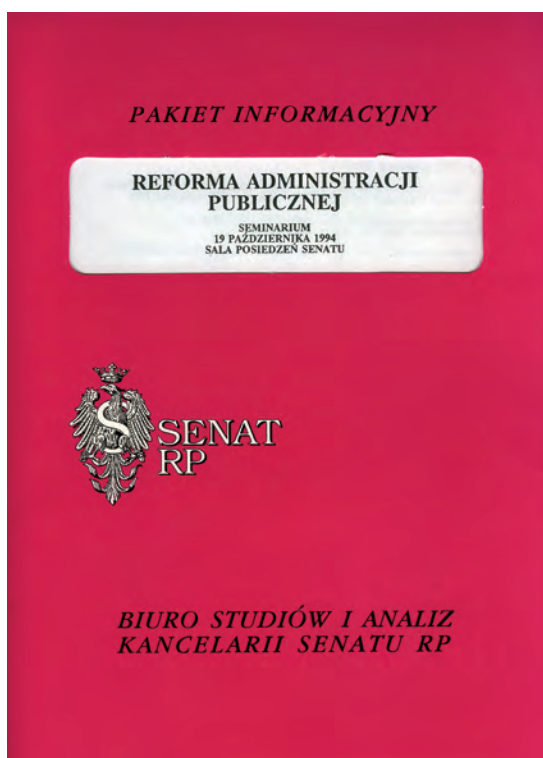 PAKIET INFORMACYJNY
REFORMA ADMINISTRACJI
PUBLICZNEJ
SEMINARIUM
19 PAŹDZIERNIKA 1994
SALA POSIEDZEŃ SENATU
SENAT
RP
BIURO STUDIÓW I ANALIZ
KANCELARII SENATU RP